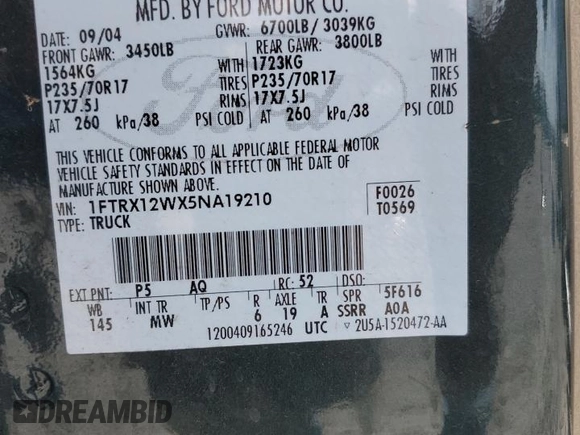 MFD. BY FORD MOTOR CO.
DATE: 09/04 GVWR: 6700LB/ 3039KG
FRONT GAWR: 3450LB REAR GAWR: 3800LB
1564KG WITH 1723KG WITH
P235/70R17 TIRES P235/70R17 TIRES
17X7.5J RIMS 17X7.5J RIMS
AT 260 kPa/38 PSI COLD AT 260 kPa/38 PSI COLD
Ford
THIS VEHICLE CONFORMS TO ALL APPLICABLE FEDERAL MOTOR
VEHICLE SAFETY STANDARDS IN EFFECT ON THE DATE OF
MANUFACTURE SHOWN ABOVE.
VIN: 1FTRX12WX5NA19210 F0026
TYPE: TRUCK T0569
EXT PNT: P5 AQ RC: 52 DSO:
WB INT TR TP/PS R AXLE TR SPR 5F616
145 MW 6 19 A SSRR A0A
1200409165246 UTC 2U5A-1520472-AA
DREAMBID